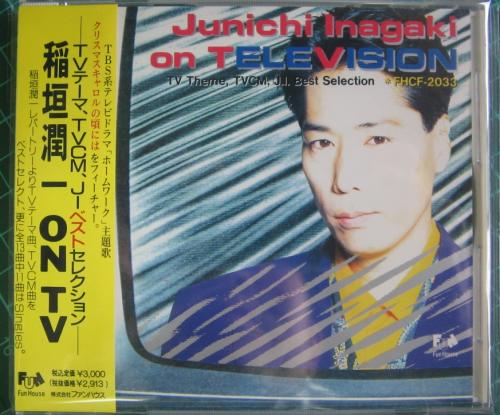 Junichi Inagaki
on TELEVISION
TV Theme, TVCM, J.I. Best Selection ＊FHCF-2033
TBS系テレビドラマ「ホームワーク」主題歌
クリスマスキャロルの頃にはをフィーチャー。
—TVテーマ、TVCM、J—ベストセレクション—
稲垣潤一 ON TV
稲垣潤一レパートリーよりTVテーマ曲、TVCM曲を
ベストセレクト、更に全13曲中11曲はSingles。
税込定価 ¥3,000
(税抜価格 ¥2,913)
FUN
Fun House
株式会社ファンハウス
FUN
Fun House